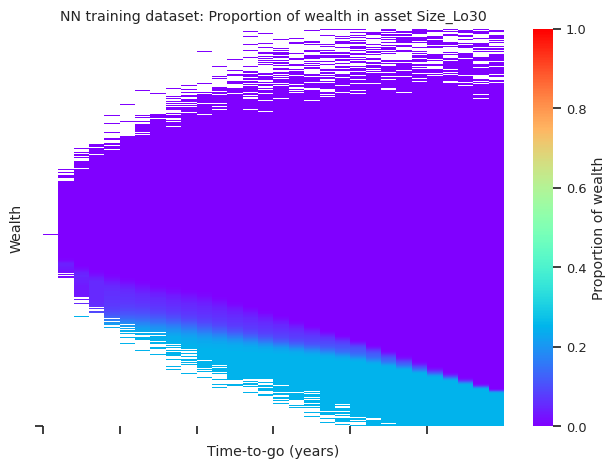 NN training dataset: Proportion of wealth in asset Size_Lo30
Wealth
Time-to-go (years)
1.0
0.8
0.6
0.4
0.2
0.0
Proportion of wealth